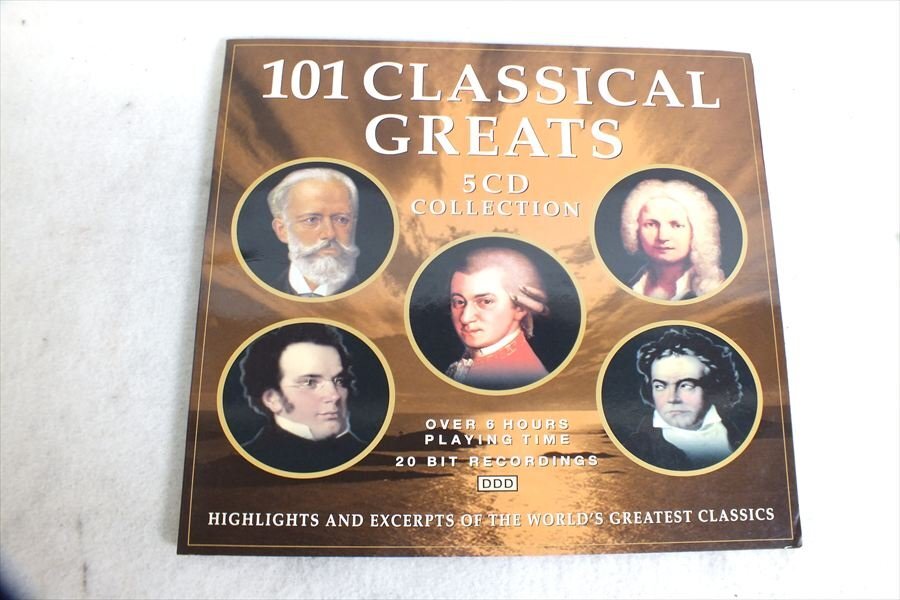 101 CLASSICAL
GREATS
5 CD
COLLECTION
OVER 6 HOURS
PLAYING TIME
20 BIT RECORDINGS
DDD
HIGHLIGHTS AND EXCERPTS OF THE WORLD'S GREATEST CLASSICS